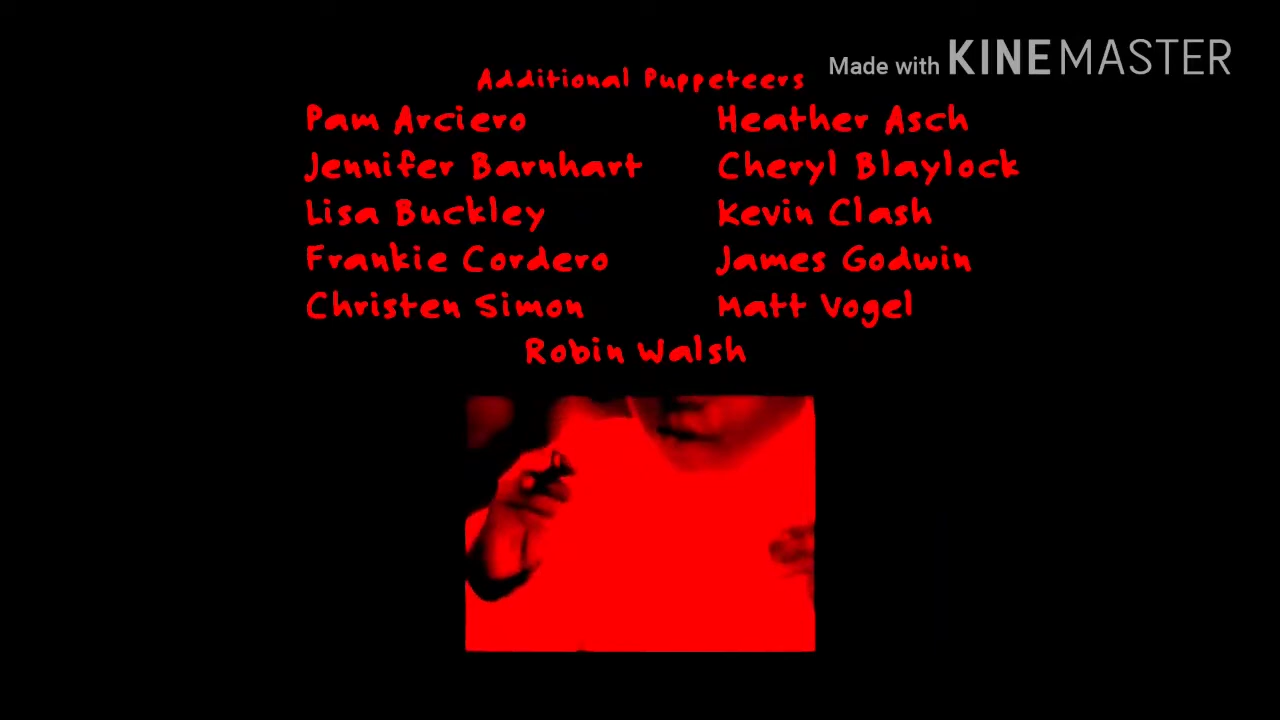 Made with KINEMASTER
Additional Puppeteers
Pam Arciero Heather Asch
Jennifer Barnhart Cheryl Blaylock
Lisa Buckley Kevin Clash
Frankie Cordero James Godwin
Christen Simon Matt Vogel
Robin Walsh